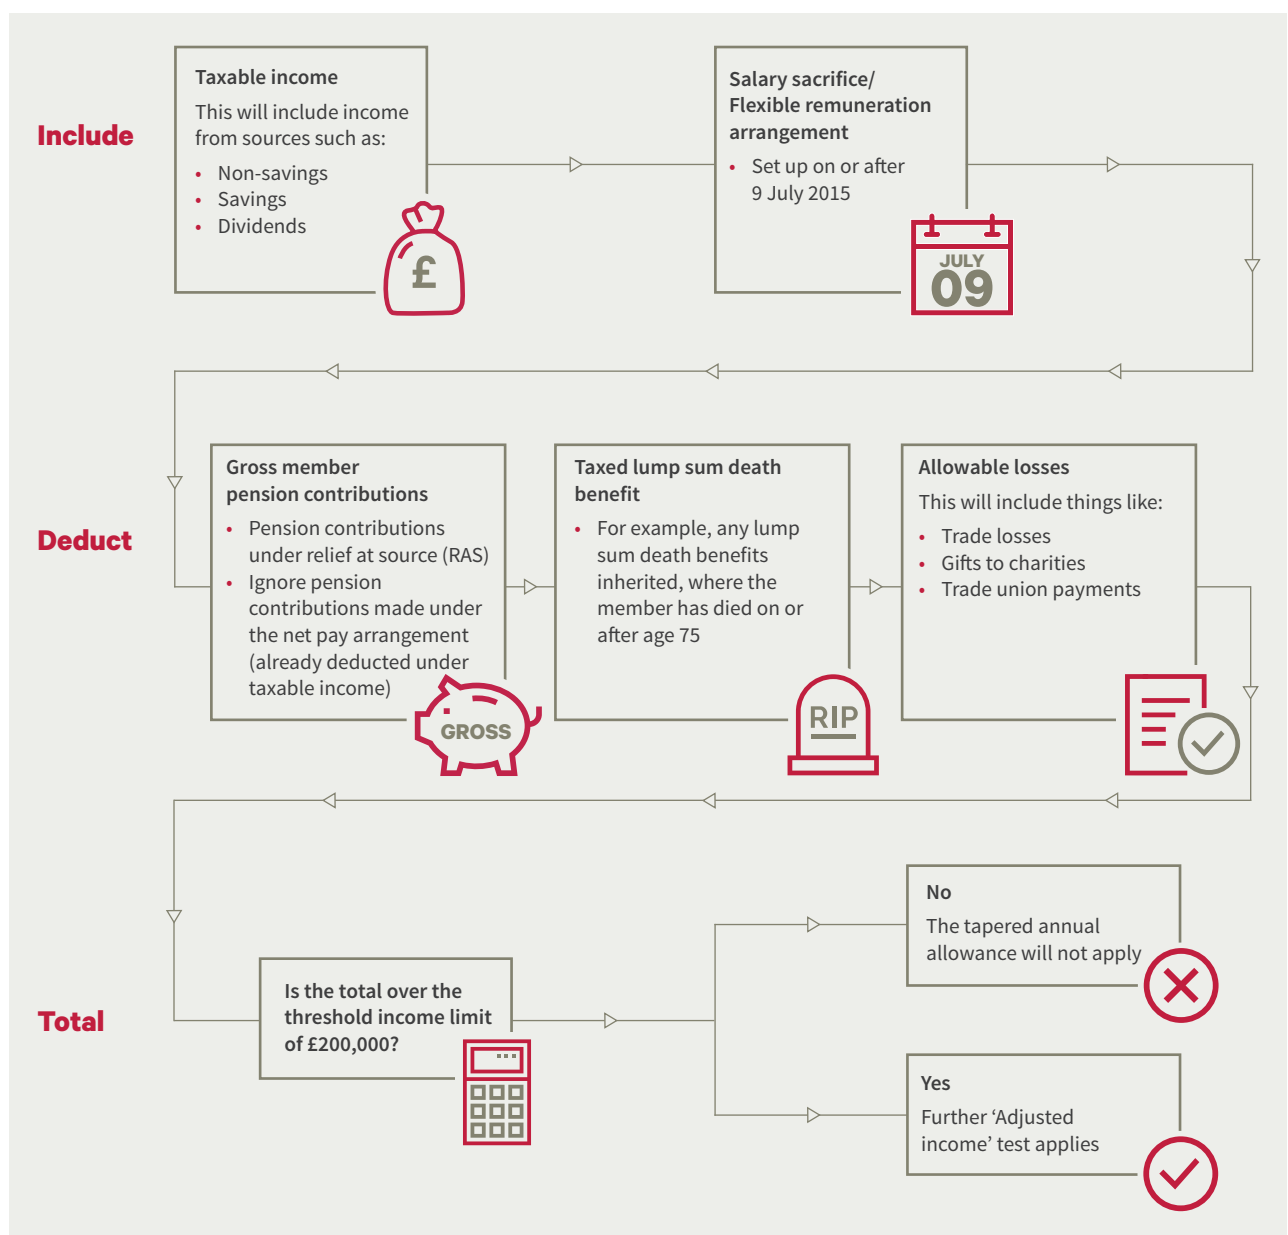 Include
Taxable income
This will include income
from sources such as:
• Non-savings
• Savings
• Dividends
£
Salary sacrifice/
Flexible remuneration
arrangement
• Set up on or after
9 July 2015
JULY
09
Deduct
Gross member
pension contributions
• Pension contributions
under relief at source (RAS)
• Ignore pension
contributions made under
the net pay arrangement
(already deducted under
taxable income)
GROSS
Taxed lump sum death
benefit
• For example, any lump
sum death benefits
inherited, where the
member has died on or
after age 75
RIP
Allowable losses
This will include things like:
• Trade losses
• Gifts to charities
• Trade union payments
Total
Is the total over the
threshold income limit
of £200,000?
No
The tapered annual
allowance will not apply
Yes
Further ‘Adjusted
income’ test applies